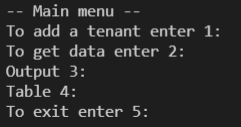 -- Main menu --
To add a tenant enter 1:
To get data enter 2:
Output 3:
Table 4:
To exit enter 5: